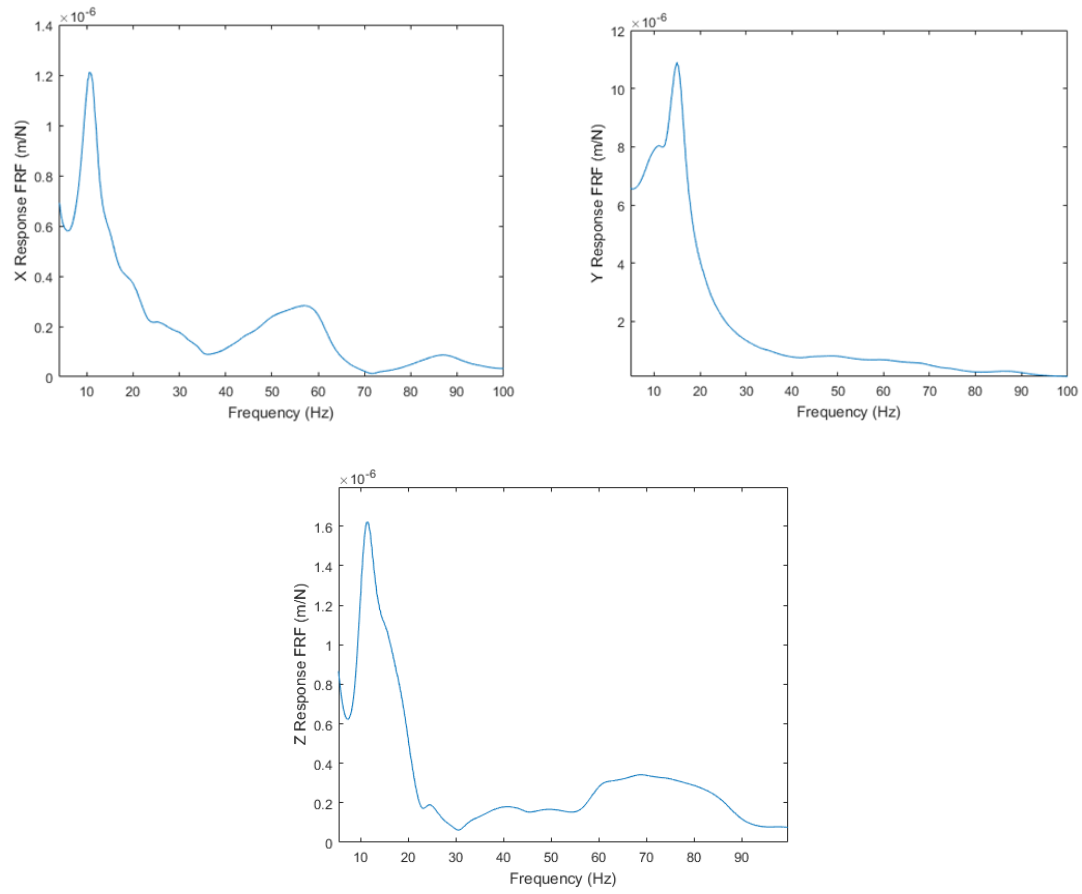 ×10-6
1.4
1.2
1
0.8
0.6
0.4
0.2
0
X Response FRF (m/N)
10 20 30 40 50 60 70 80 90 100
Frequency (Hz)
×10-6
12
10
8
6
4
2
Y Response FRF (m/N)
10 20 30 40 50 60 70 80 90 100
Frequency (Hz)
×10-6
1.6
1.4
1.2
1
0.8
0.6
0.4
0.2
0
Z Response FRF (m/N)
10 20 30 40 50 60 70 80 90
Frequency (Hz)